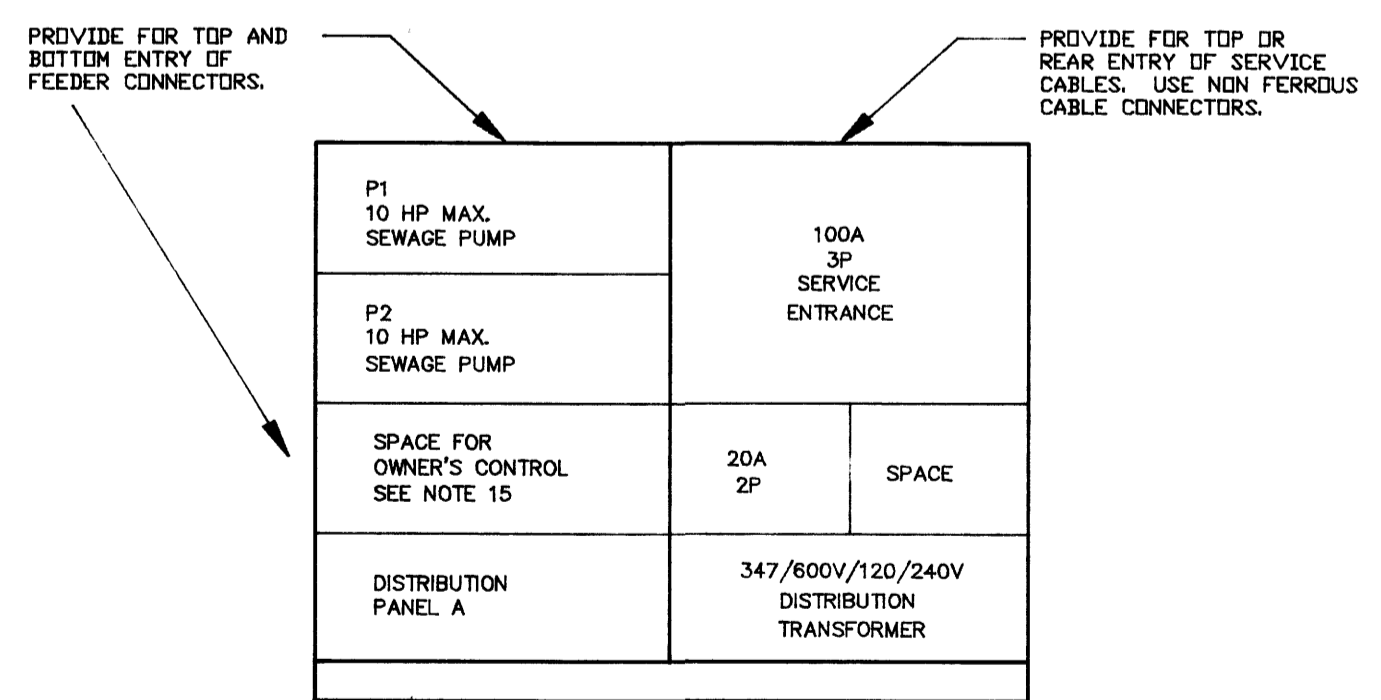 PROVIDE FOR TOP AND
BOTTOM ENTRY OF
FEEDER CONNECTORS.
PROVIDE FOR TOP OR
REAR ENTRY OF SERVICE
CABLES. USE NON FERROUS
CABLE CONNECTORS.
P1
10 HP MAX.
SEWAGE PUMP
100A
3P
SERVICE
ENTRANCE
P2
10 HP MAX.
SEWAGE PUMP
SPACE FOR
OWNER'S CONTROL
SEE NOTE 15
20A
2P
SPACE
DISTRIBUTION
PANEL A
347/600V/120/240V
DISTRIBUTION
TRANSFORMER